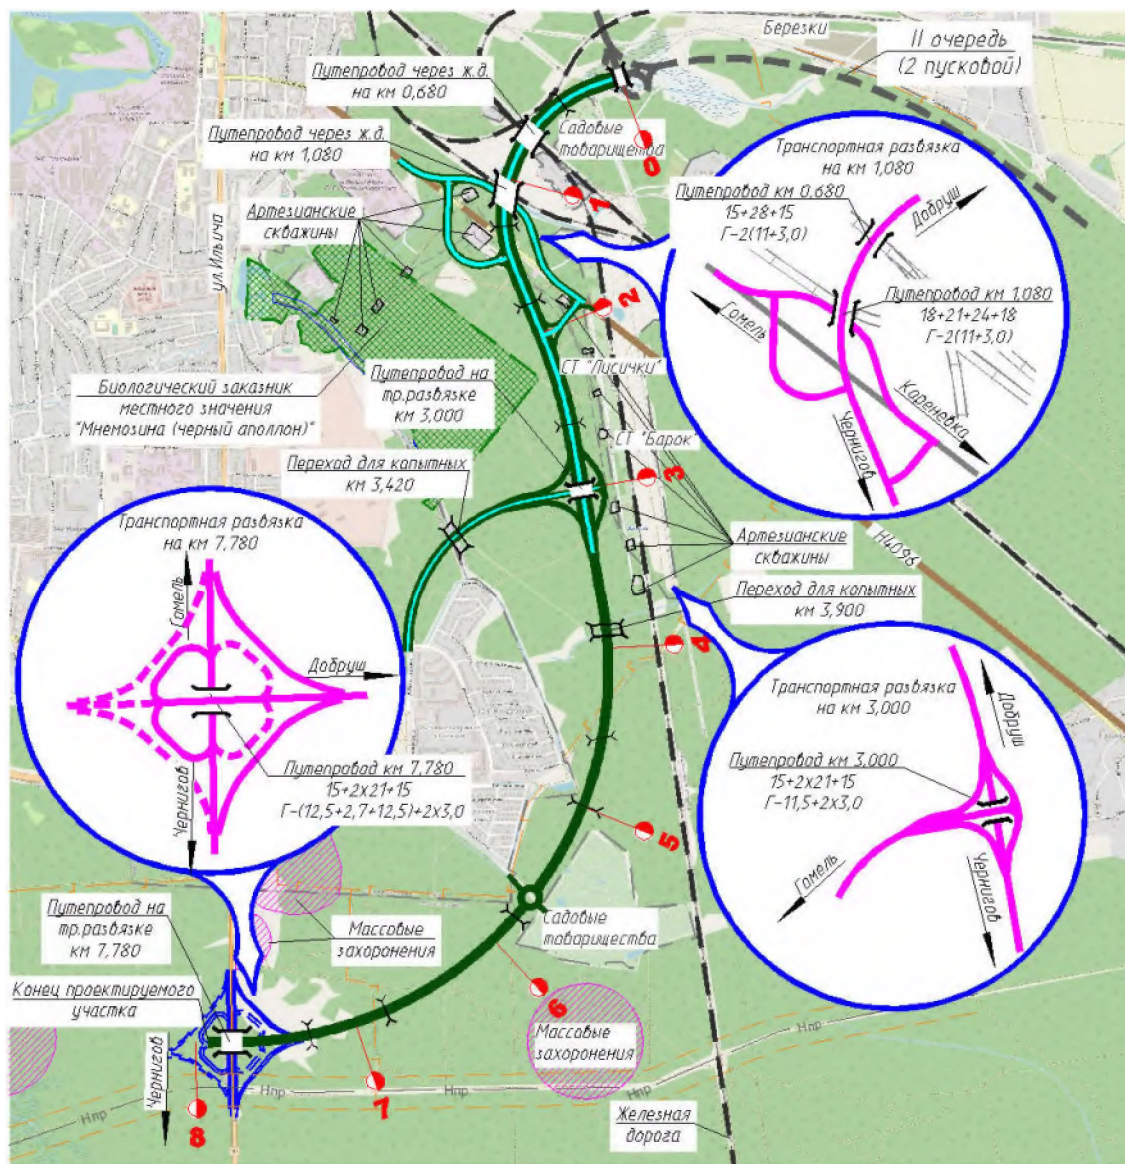 Березки
II очередь
(2 пусковой)
Путепровод через ж.д.
на км 0,680
Садовые
товарищества
0
Путепровод через ж.д.
на км 1,080
1
Транспортная развязка
на км 1,080
Путепровод км 0,680
15+28+15
Г-2(11+3,0)
Добруш
Путепровод км 1,080
18+21+24+18
Г-2(11+3,0)
Гомель
Кареневка
Чернигов
Артезианские
скважины
ул. Ильича
2
Биологический заказник
местного значения
"Мнемозина (черный аполлон)"
Путепровод на
тр.развязке
км 3,000
СТ "Лисички"
СТ "Барок"
3
Переход для копытных
км 3,420
Транспортная развязка
на км 7,780
Гомель
Добруш
Чернигов
Путепровод км 7,780
15+2х21+15
Г-(12,5+2,7+12,5)+2х3,0
Артезианские
скважины
Н4096
Переход для копытных
км 3,900
4
Транспортная развязка
на км 3,000
Добруш
Путепровод км 3,000
15+2х21+15
Г-11,5+2х3,0
Гомель
Чернигов
5
Путепровод на
тр.развязке
км 7,780
Массовые
захоронения
Садовые
товарищества
Конец проектируемого
участка
6
Массовые
захоронения
Нпр
Чернигов
Нпр
Нпр
Нпр
7
8
Железная
дорога